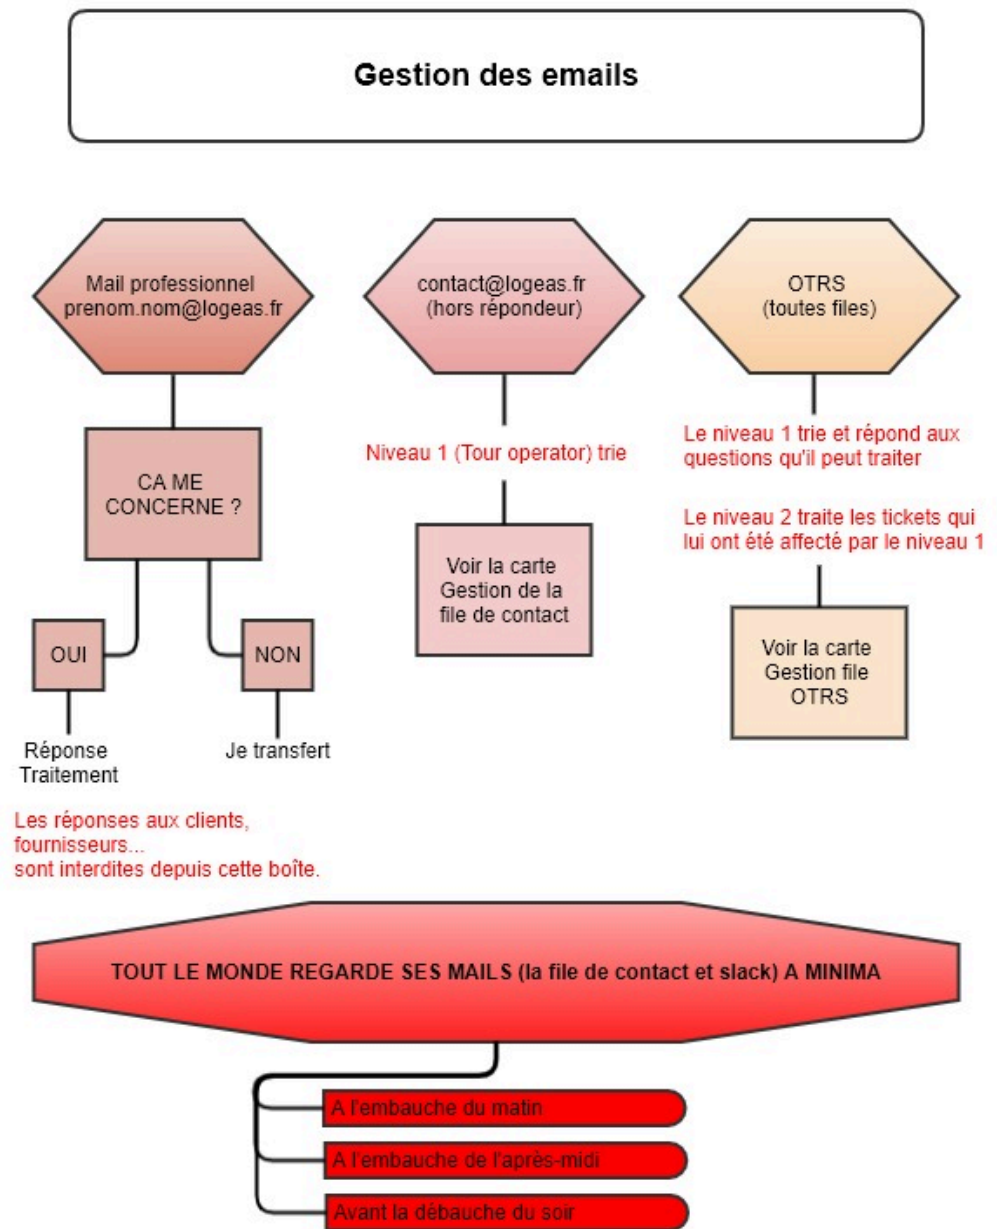 Gestion des emails
Mail professionnel
prenom.nom@logeas.fr
CA ME
CONCERNE ?
OUI
NON
Réponse
Traitement
Je transfert
Les réponses aux clients,
fournisseurs...
sont interdites depuis cette boîte.
contact@logeas.fr
(hors répondeur)
Niveau 1 (Tour operator) trie
Voir la carte
Gestion de la
file de contact
OTRS
(toutes files)
Le niveau 1 trie et répond aux
questions qu'il peut traiter
Le niveau 2 traite les tickets qui
lui ont été affecté par le niveau 1
Voir la carte
Gestion file
OTRS
TOUT LE MONDE REGARDE SES MAILS (la file de contact et slack) A MINIMA
A l'embauche du matin
A l'embauche de l'après-midi
Avant la débauche du soir